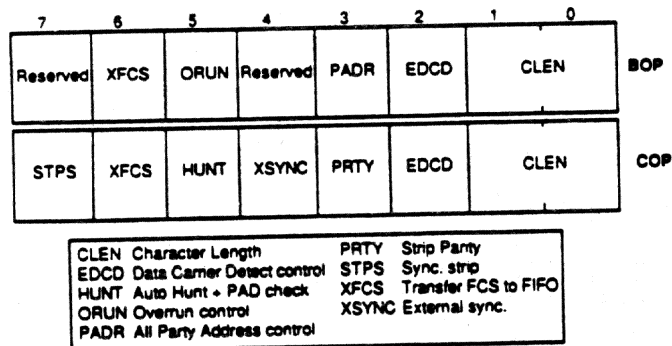 7 6 5 4 3 2 1 0
Reserved XFCS ORUN Reserved PADR EDCD CLEN BOP
STPS XFCS HUNT XSYNC PRTY EDCD CLEN COP
CLEN Character Length
EDCD Data Carrier Detect control
HUNT Auto Hunt + PAD check
ORUN Overrun control
PADR All Party Address control
PRTY Strip Parity
STPS Sync. strip
XFCS Transfer FCS to FIFO
XSYNC External sync.